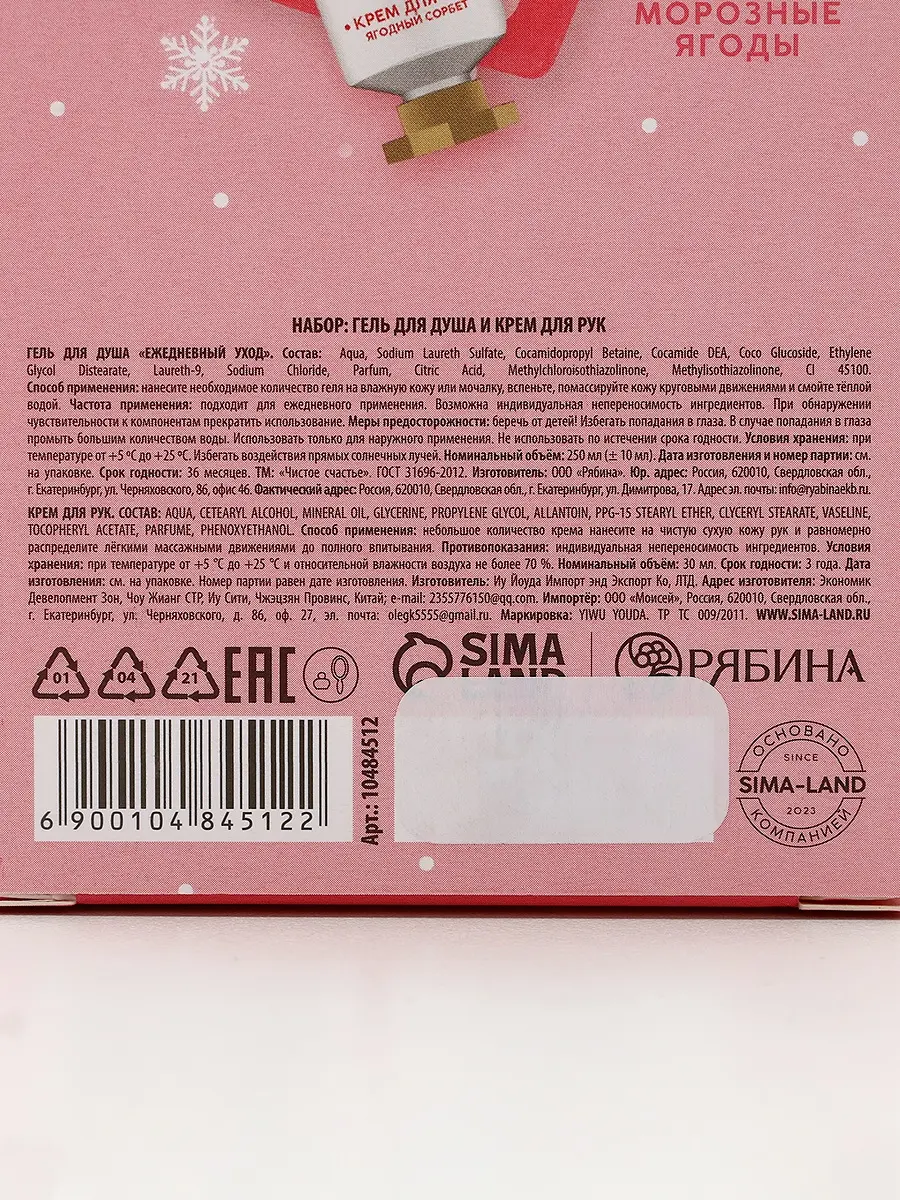 • КРЕМ ДЛЯ
ЯГОДНЫЙ СОРБЕТ
МОРОЗНЫЕ
ЯГОДЫ
НАБОР: ГЕЛЬ ДЛЯ ДУША И КРЕМ ДЛЯ РУК
ГЕЛЬ ДЛЯ ДУША «ЕЖЕДНЕВНЫЙ УХОД». Состав: Aqua, Sodium Laureth Sulfate, Cocamidopropyl Betaine, Cocamide DEA, Coco Glucoside, Ethylene
Glycol Distearate, Laureth-9, Sodium Chloride, Parfum, Citric Acid, Methylchloroisothiazolinone, Methylisothiazolinone, CI 45100.
Способ применения: нанесите необходимое количество геля на влажную кожу или мочалку, вспеньте, помассируйте кожу круговыми движениями и смойте тёплой
водой. Частота применения: подходит для ежедневного применения. Возможна индивидуальная непереносимость ингредиентов. При обнаружении
чувствительности к компонентам прекратить использование. Меры предосторожности: беречь от детей! Избегать попадания в глаза. В случае попадания в глаза
промыть большим количеством воды. Использовать только для наружного применения. Не использовать по истечении срока годности. Условия хранения: при
температуре от +5 ºC до +25 ºC. Избегать воздействия прямых солнечных лучей. Номинальный объём: 250 мл (± 10 мл). Дата изготовления и номер партии: см.
на упаковке. Срок годности: 36 месяцев. ТМ: «Чистое счастье». ГОСТ 31696-2012. Изготовитель: ООО «Рябина». Юр. адрес: Россия, 620010, Свердловская обл.,
г. Екатеринбург, ул. Черняховского, 86, офис 46. Фактический адрес: Россия, 620010, Свердловская обл., г. Екатеринбург, ул. Димитрова, 17. Адрес эл. почты: info@ryabinaekb.ru.
КРЕМ ДЛЯ РУК. СОСТАВ: AQUA, CETEARYL ALCOHOL, MINERAL OIL, GLYCERINE, PROPYLENE GLYCOL, ALLANTOIN, PPG-15 STEARYL ETHER, CLYCERYL STEARATE, VASELINE,
TOCOPHERYL ACETATE, PARFUME, PHENOXYETHANOL. Способ применения: небольшое количество крема нанесите на чистую сухую кожу рук и равномерно
распределите лёгкими массажными движениями до полного впитывания. Противопоказания: индивидуальная непереносимость ингредиентов. Условия
хранения: при температуре от +5 °C до +25 °C и относительной влажности воздуха не более 70 %. Номинальный объём: 30 мл. Срок годности: 3 года. Дата
изготовления: см. на упаковке. Номер партии равен дате изготовления. Изготовитель: Иу Йоуда Импорт энд Экспорт Ко, ЛТД. Адрес изготовителя: Экономик
Девелопмент Зон, Чоу Жианг СТР, Иу Сити, Чжэцзян Провинс, Китай; e-mail: 2355776150@qq.com. Импортёр: ООО «Моисей», Россия, 620010, Свердловская обл.,
г. Екатеринбург, ул. Черняховского, д. 86, оф. 27, эл. почта: olegk5555@gmail.ru. Маркировка: YIWU YOUDA. ТР ТС 009/2011. WWW.SIMA-LAND.RU
01 04 21 EAC
SIMA
LAND
РЯБИНА
6 900104 845122
Арт.: 10484512
ОСНОВАНО
SINCE
SIMA-LAND
2023
КОМПАНИЕЙ